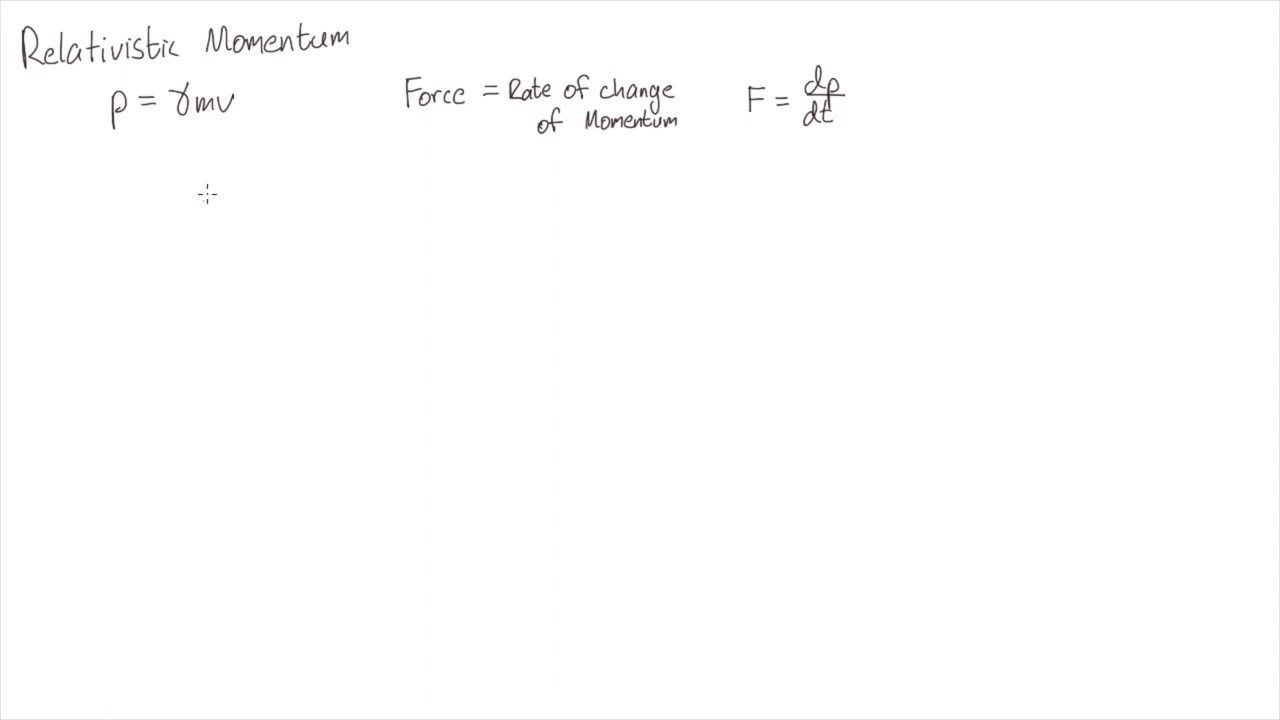 Relativistic Momentum
p = γmv
Force = Rate of change
of Momentum
F = dp/dt